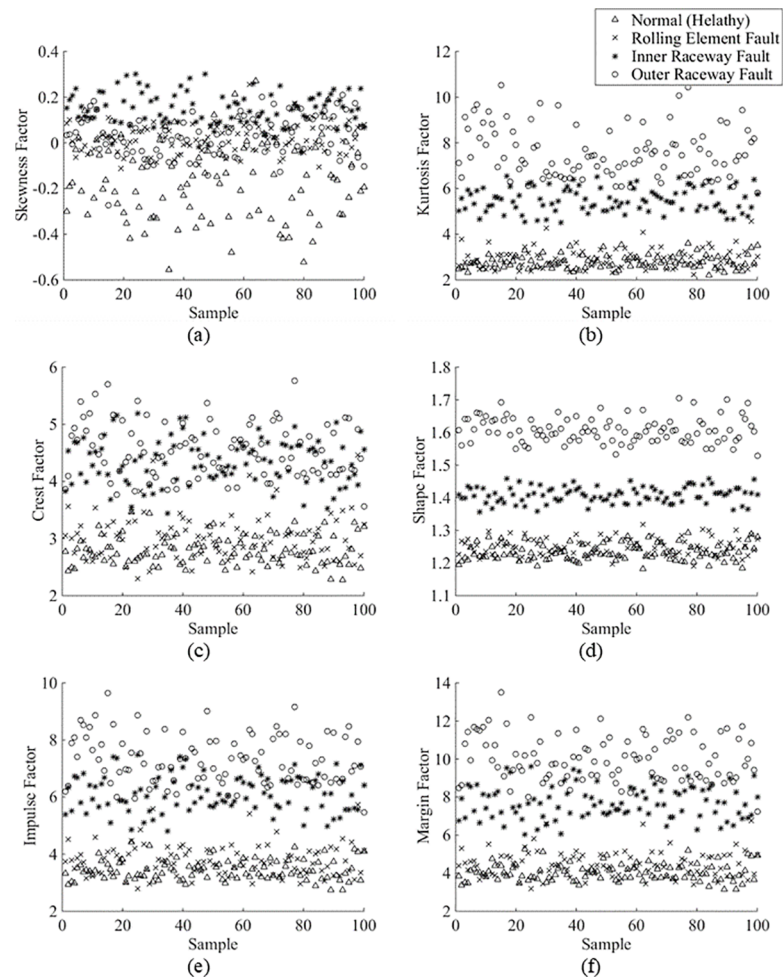 Normal (Helathy)
Rolling Element Fault
Inner Raceway Fault
Outer Raceway Fault
0.4
0.2
0
-0.2
-0.4
-0.6
Skewness Factor
0 20 40 60 80 100
Sample
(a)
12
10
8
6
4
2
Kurtosis Factor
0 20 40 60 80 100
Sample
(b)
6
5
4
3
2
Crest Factor
0 20 40 60 80 100
Sample
(c)
1.8
1.7
1.6
1.5
1.4
1.3
1.2
1.1
Shape Factor
0 20 40 60 80 100
Sample
(d)
10
8
6
4
2
Impulse Factor
0 20 40 60 80 100
Sample
(e)
14
12
10
8
6
4
2
Margin Factor
0 20 40 60 80 100
Sample
(f)